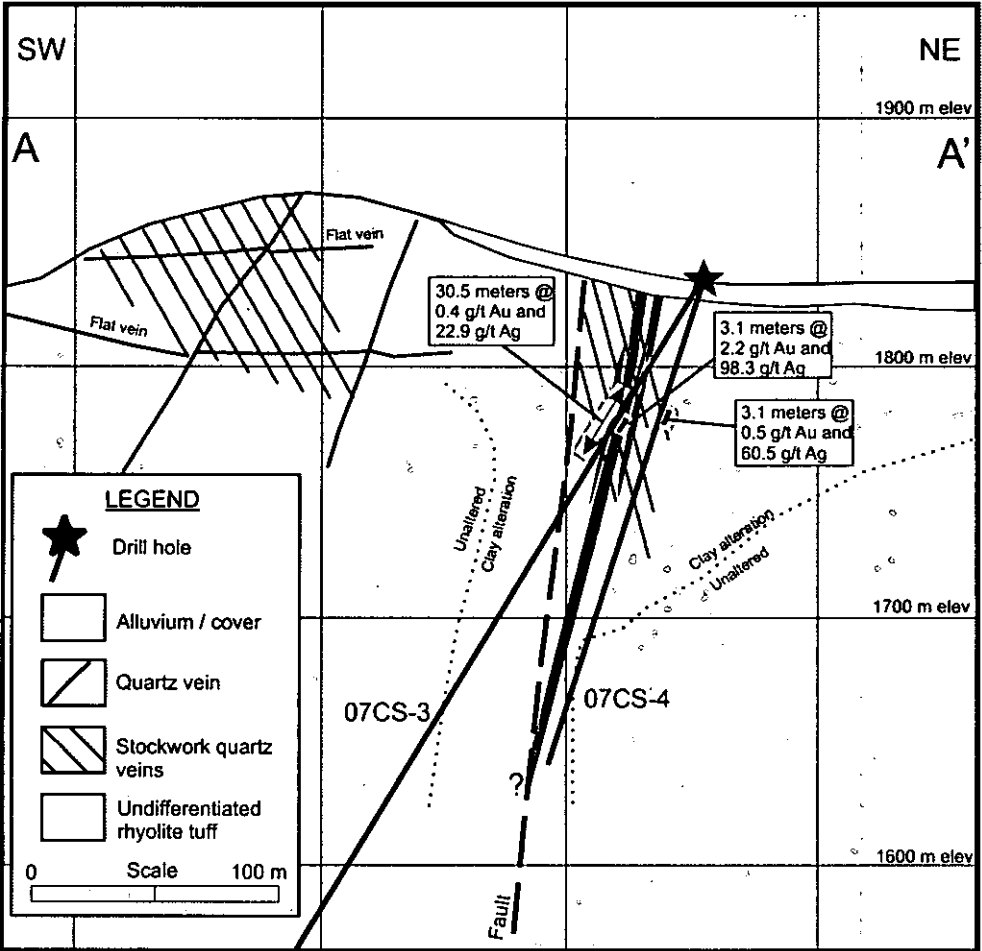 SW
NE
1900 m elev
A
A'
Flat vein
Flat vein
30.5 meters @
0.4 g/t Au and
22.9 g/t Ag
3.1 meters @
2.2 g/t Au and
98.3 g/t Ag
1800 m elev
3.1 meters @
0.5 g/t Au and
60.5 g/t Ag
Unaltered
Clay alteration
Clay alteration
Unaltered
1700 m elev
07CS-3
07CS-4
?
1600 m elev
Fault
LEGEND
Drill hole
Alluvium / cover
Quartz vein
Stockwork quartz
veins
Undifferentiated
rhyolite tuff
0 Scale 100 m